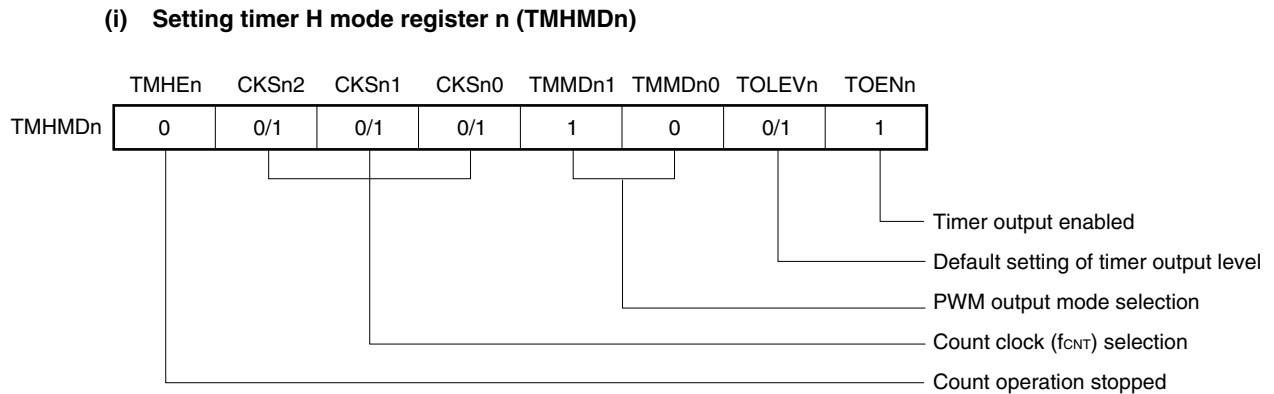 (i) Setting timer H mode register n (TMHMDn)
TMHEn CKSn2 CKSn1 CKSn0 TMMDn1 TMMDn0 TOLEVn TOENn
TMHMDn 0 0/1 0/1 0/1 1 0 0/1 1
Timer output enabled
Default setting of timer output level
PWM output mode selection
Count clock (fCNT) selection
Count operation stopped